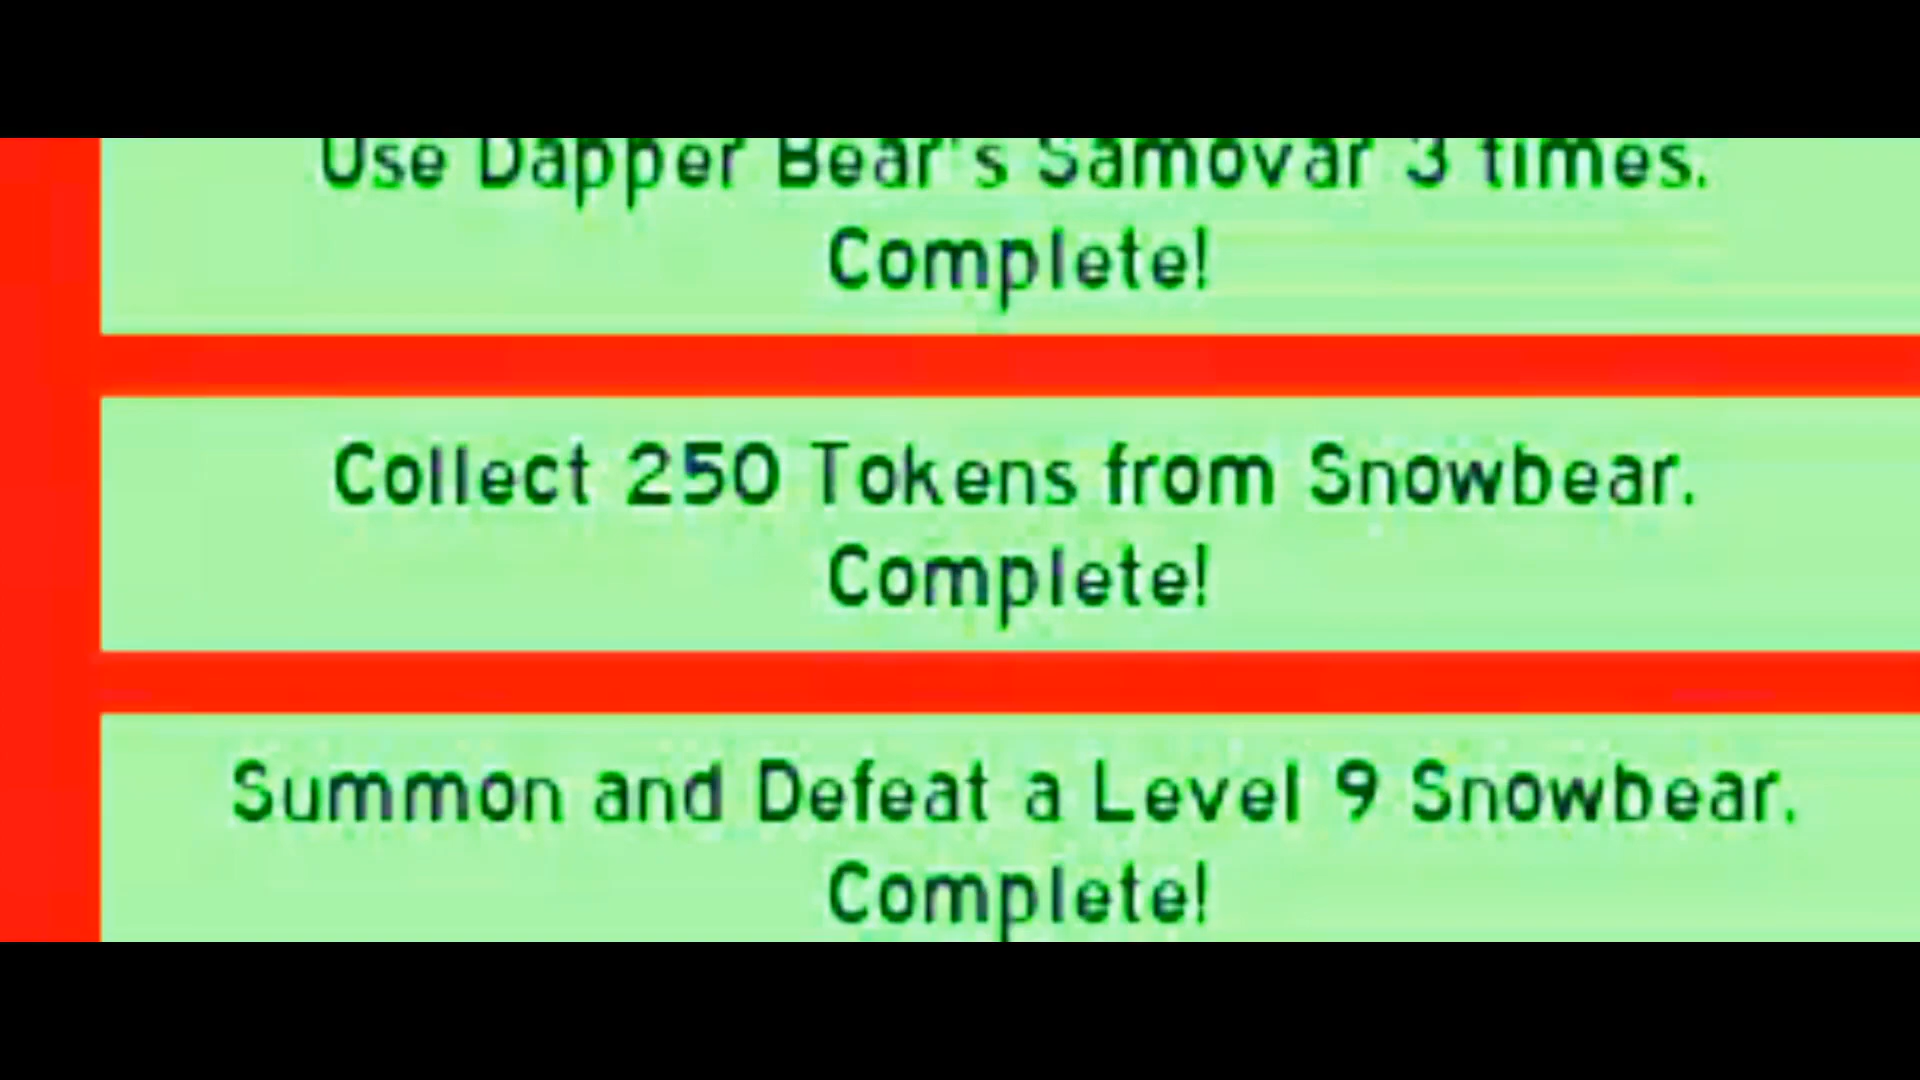 Use Dapper Bear's Samovar 3 times.
Complete!
Collect 250 Tokens from Snowbear.
Complete!
Summon and Defeat a Level 9 Snowbear.
Complete!